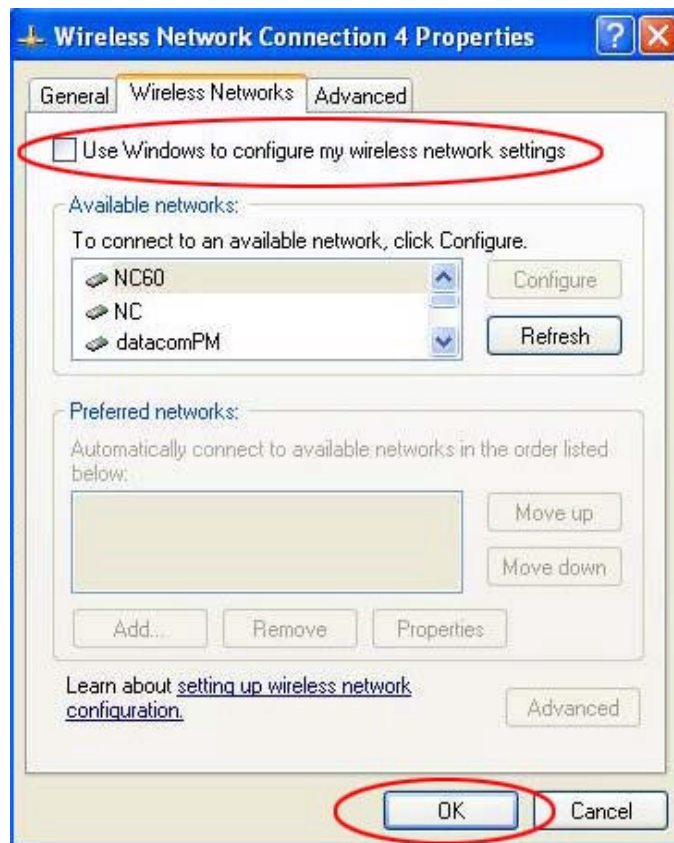 Wireless Network Connection 4 Properties
General
Wireless Networks
Advanced
Use Windows to configure my wireless network settings
Available networks:
To connect to an available network, click Configure.
NC60
NC
datacomPM
Configure
Refresh
Preferred networks:
Automatically connect to available networks in the order listed
below:
Move up
Move down
Add...
Remove
Properties
Learn about setting up wireless network
configuration.
Advanced
OK
Cancel